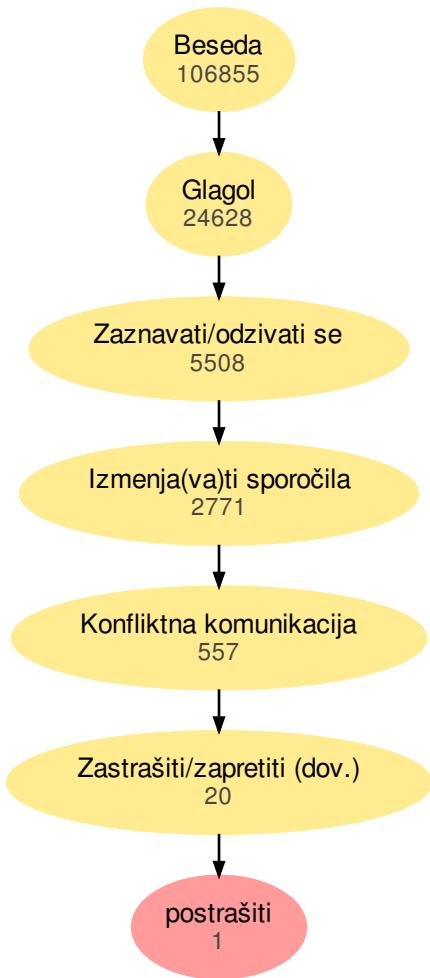 Beseda
106855
Glagol
24628
Zaznavati/odzivati se
5508
Izmenja(va)ti sporočila
2771
Konfliktna komunikacija
557
Zastrašiti/zapretiti (dov.)
20
postrašiti
1